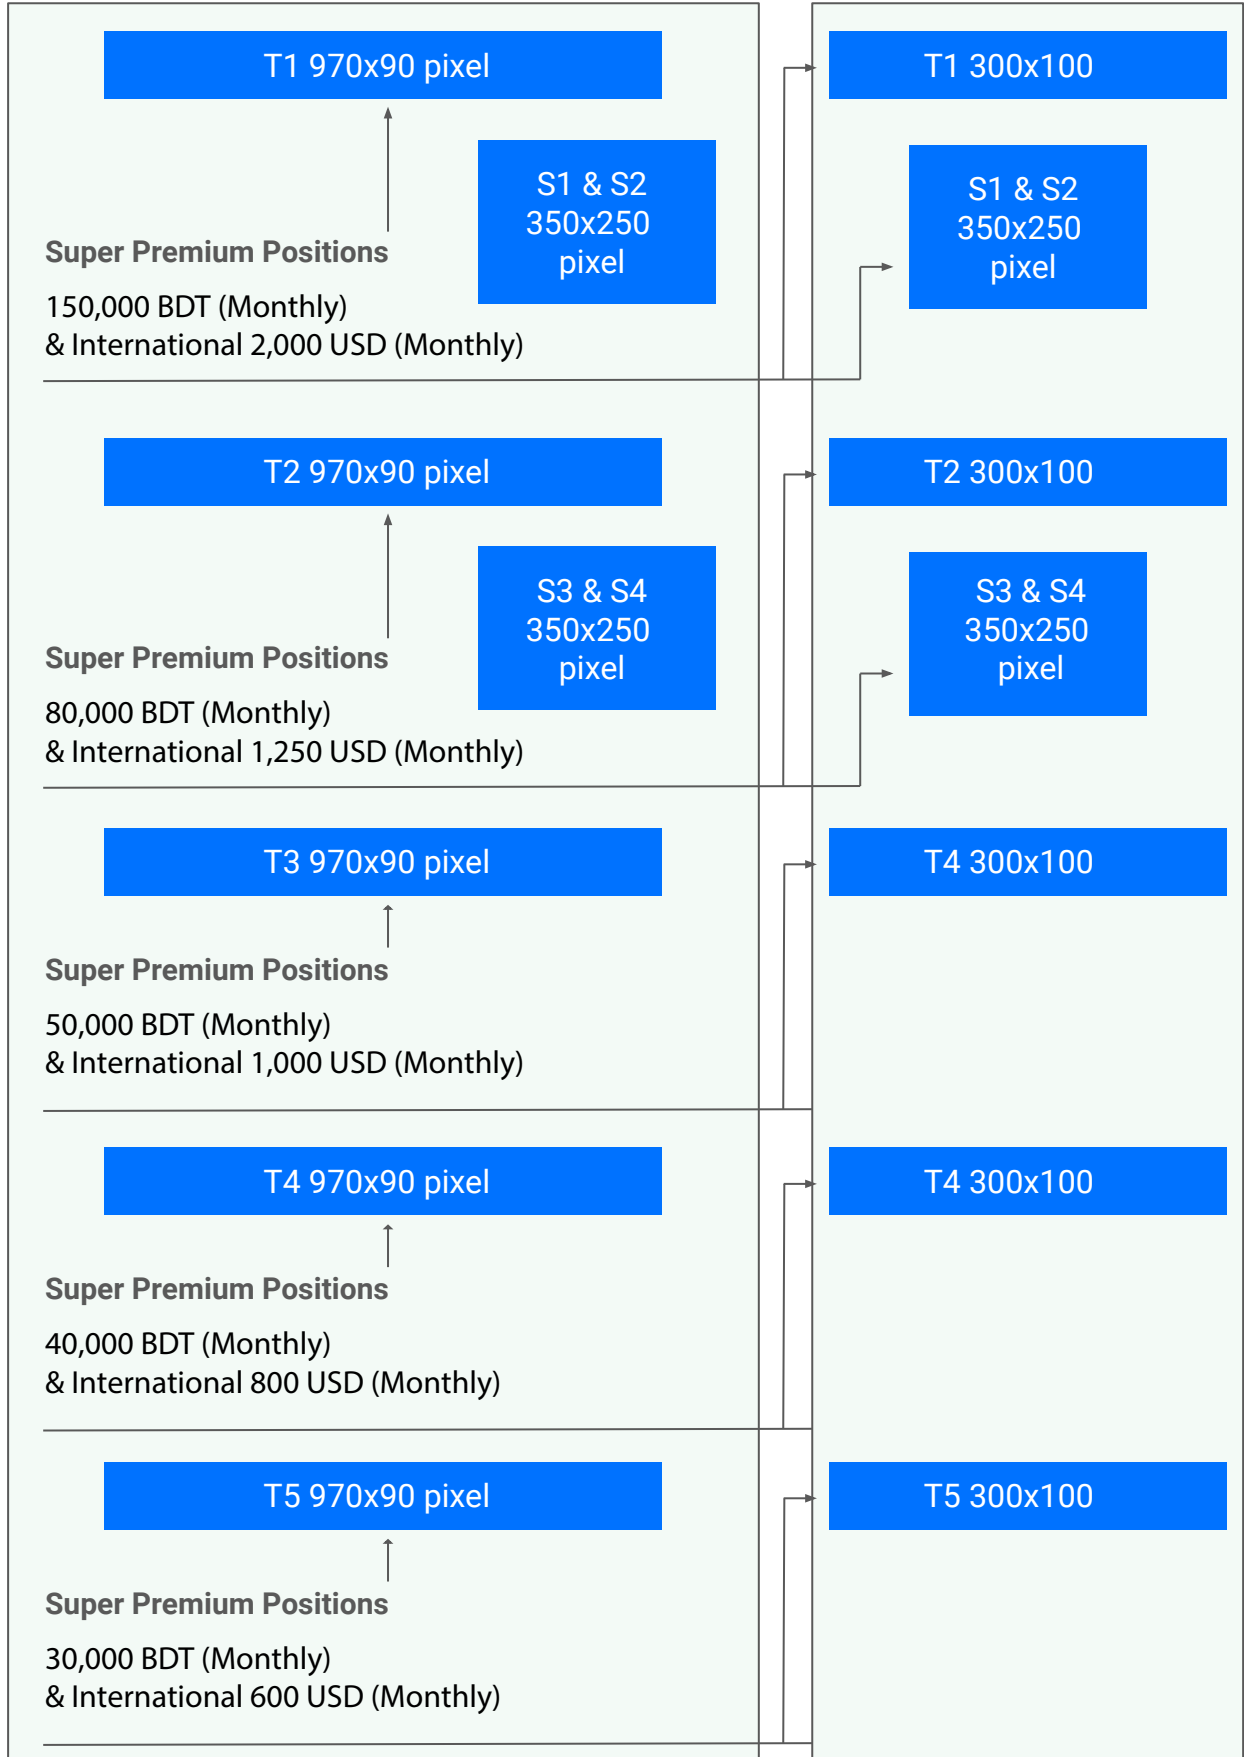 T1 970x90 pixel
T1 300x100
S1 & S2
350x250
pixel
S1 & S2
350x250
pixel
Super Premium Positions
150,000 BDT (Monthly)
& International 2,000 USD (Monthly)
T2 970x90 pixel
T2 300x100
S3 & S4
350x250
pixel
S3 & S4
350x250
pixel
Super Premium Positions
80,000 BDT (Monthly)
& International 1,250 USD (Monthly)
T3 970x90 pixel
T4 300x100
Super Premium Positions
50,000 BDT (Monthly)
& International 1,000 USD (Monthly)
T4 970x90 pixel
T4 300x100
Super Premium Positions
40,000 BDT (Monthly)
& International 800 USD (Monthly)
T5 970x90 pixel
T5 300x100
Super Premium Positions
30,000 BDT (Monthly)
& International 600 USD (Monthly)